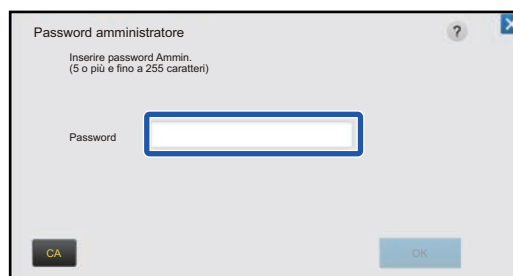 Password amministratore
?
Inserire password Ammin.
(5 o più e fino a 255 caratteri)
Password
CA
OK